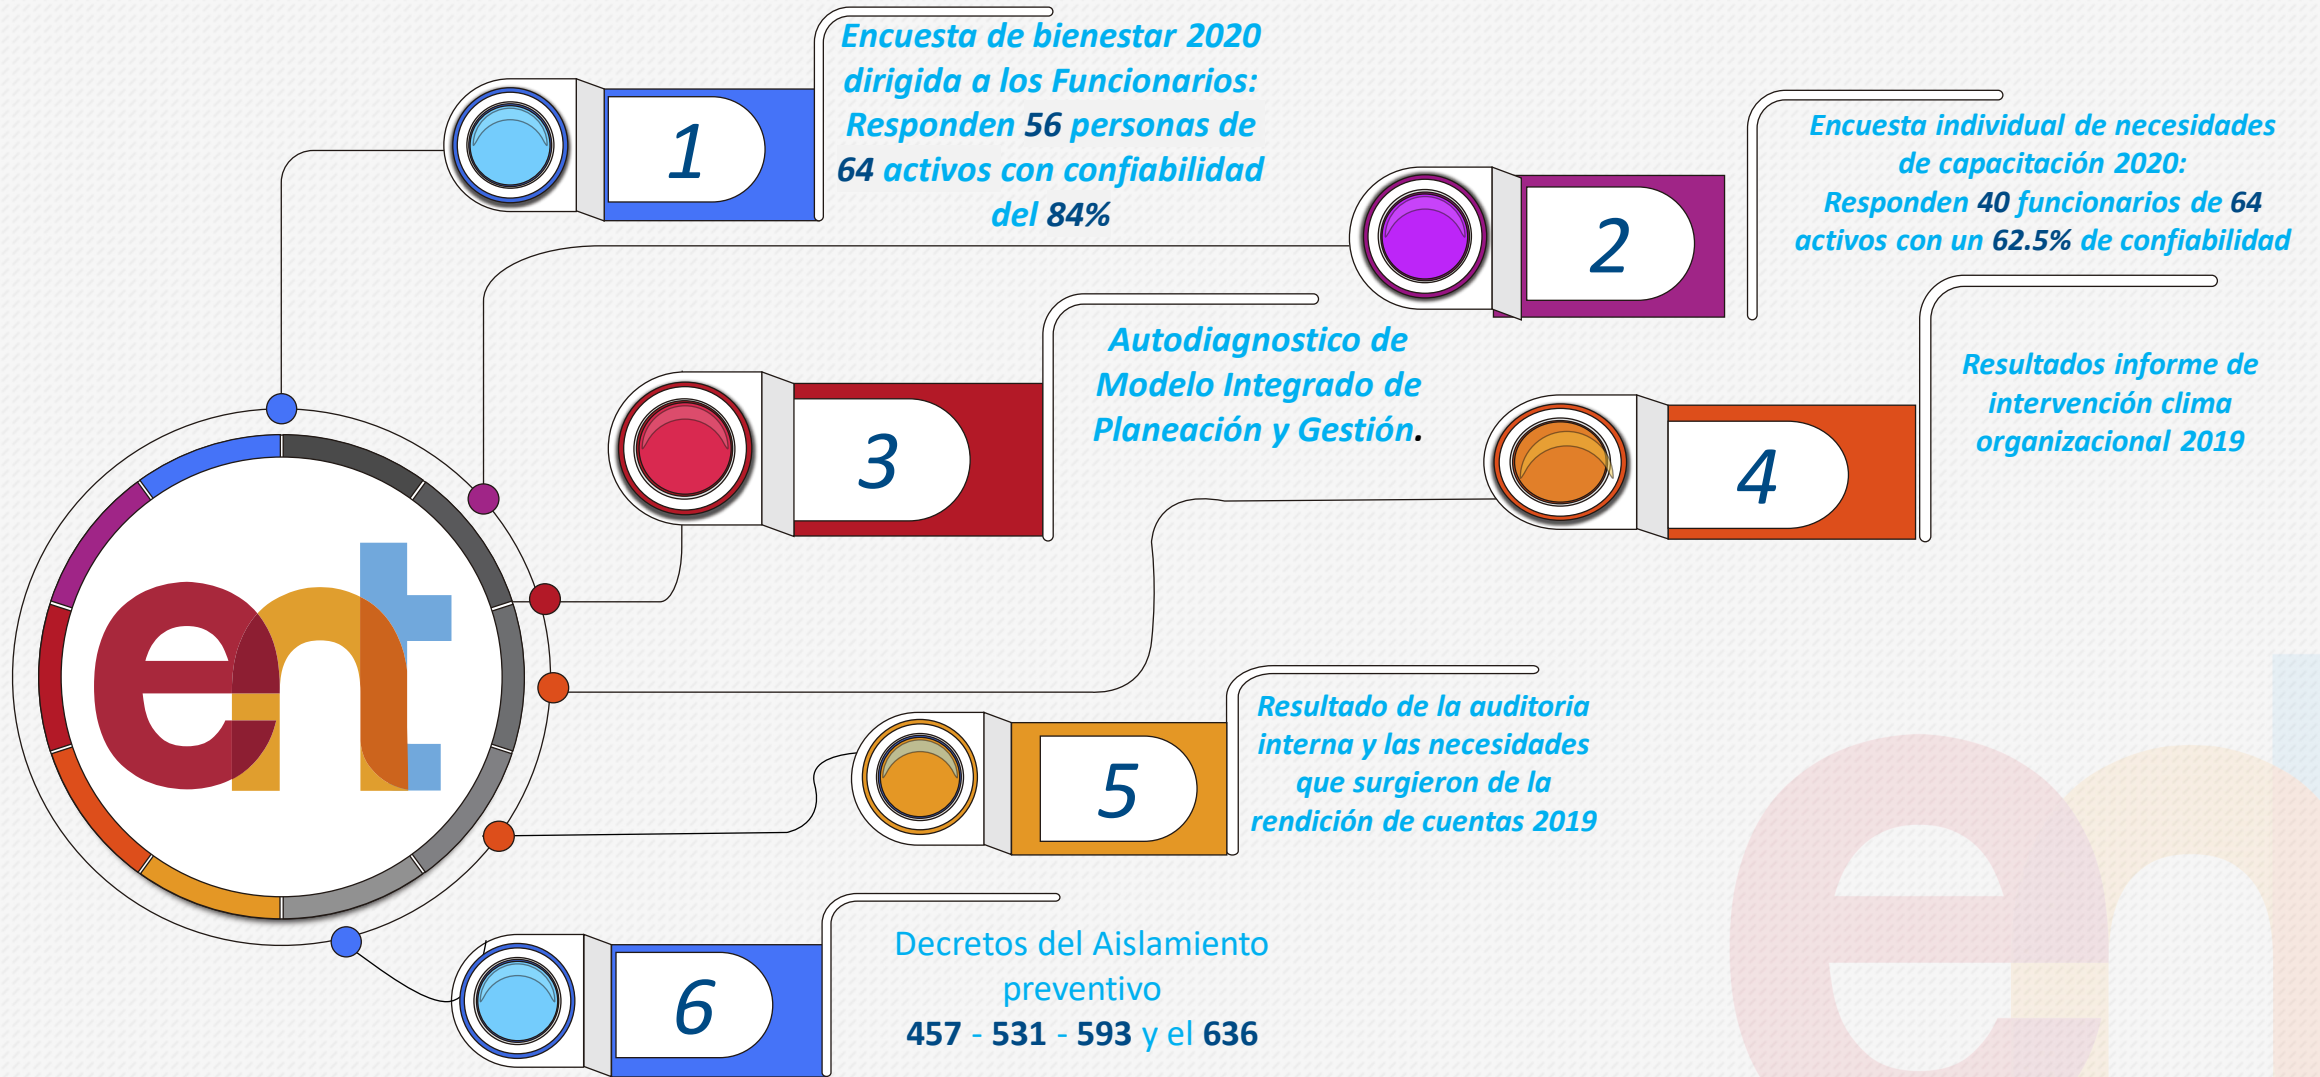 1
Encuesta de bienestar 2020
dirigida a los Funcionarios:
Responden 56 personas de
64 activos con confiabilidad
del 84%
2
Encuesta individual de necesidades
de capacitación 2020:
Responden 40 funcionarios de 64
activos con un 62.5% de confiabilidad
3
Autodiagnostico de
Modelo Integrado de
Planeación y Gestión.
4
Resultados informe de
intervención clima
organizacional 2019
ent
5
Resultado de la auditoria
interna y las necesidades
que surgieron de la
rendición de cuentas 2019
6
Decretos del Aislamiento
preventivo
457 - 531 - 593 y el 636
en